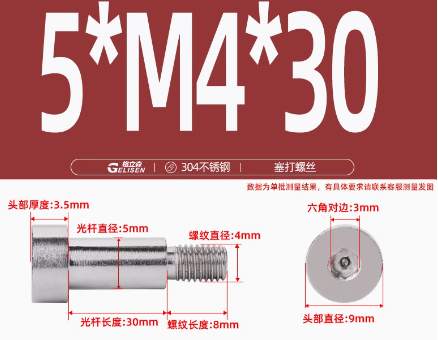 5*M4*30
格立森 GELISEN
304不锈钢
塞打螺丝
数据为单批测量结果，有具体要求请联系客服测量发图
头部厚度:3.5mm
光杆直径:5mm
螺纹直径:4mm
六角对边:3mm
光杆长度:30mm
螺纹长度:8mm
头部直径:9mm